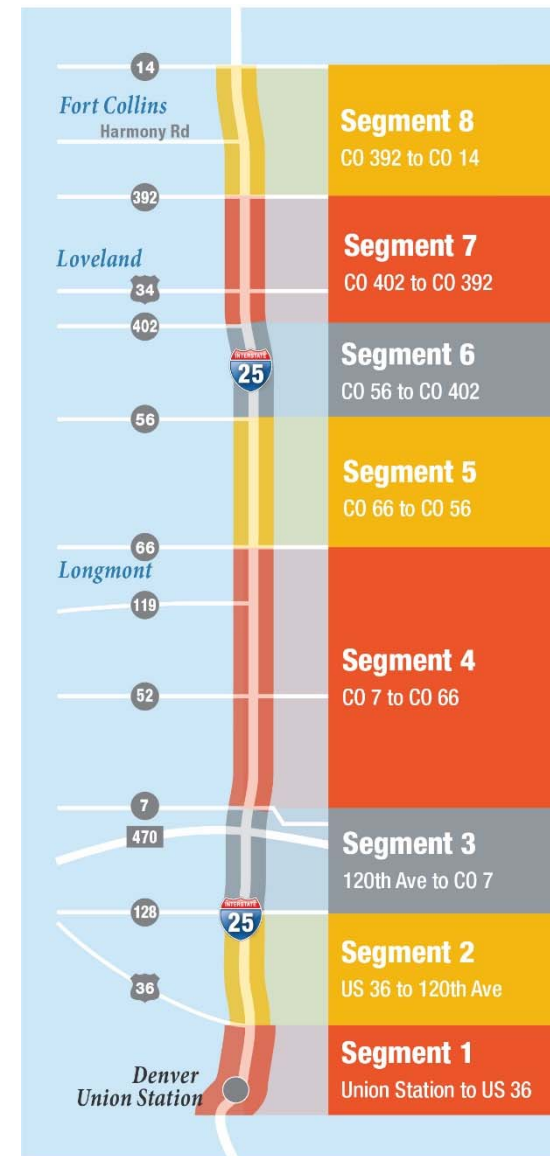 14
Fort Collins
Harmony Rd
Segment 8
CO 392 to CO 14
392
Loveland
34
Segment 7
CO 402 to CO 392
402
INTERSTATE
25
Segment 6
CO 56 to CO 402
56
Segment 5
CO 66 to CO 56
66
Longmont
119
Segment 4
CO 7 to CO 66
52
7
470
Segment 3
120th Ave to CO 7
128
INTERSTATE
25
Segment 2
US 36 to 120th Ave
36
Segment 1
Union Station to US 36
Denver
Union Station